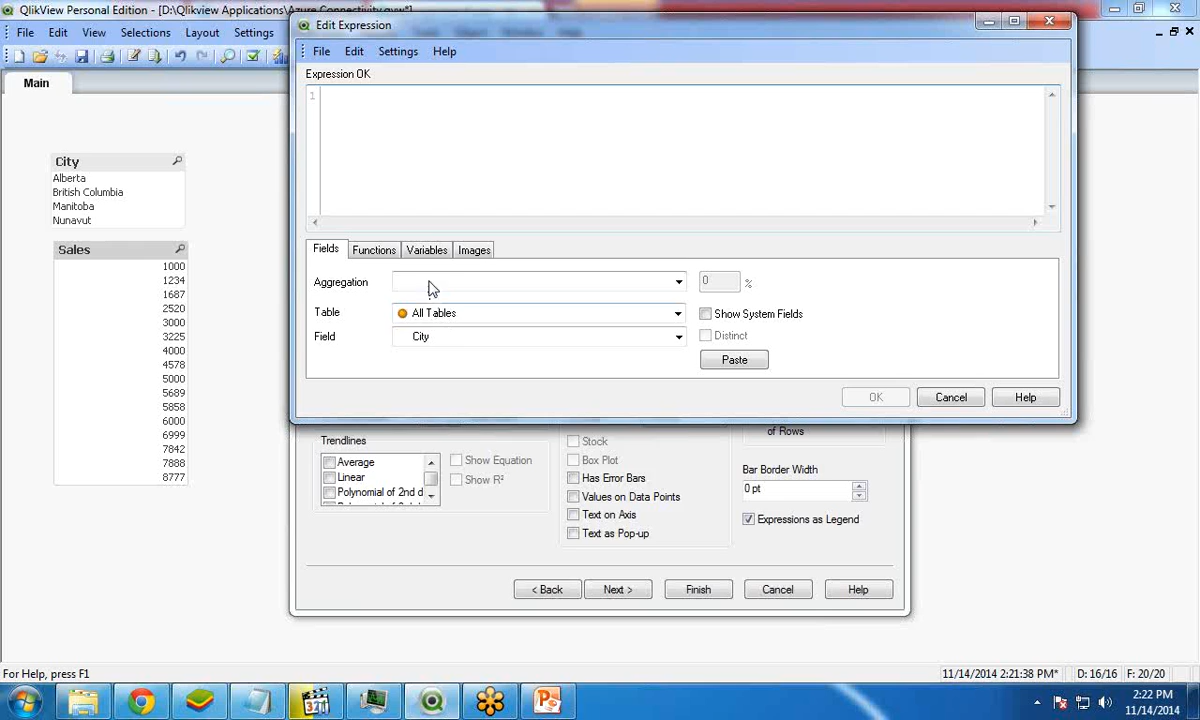 QlikView Personal Edition - [D:\Qlikview Applications\Azure Connectivity.qvw*]
File Edit View Selections Layout Settings
Main
City
Alberta
British Columbia
Manitoba
Nunavut
Sales
1000
1234
1687
2520
3000
3225
4000
4578
5000
5689
5858
6000
6999
7842
7888
8777
Edit Expression
File Edit Settings Help
Expression OK
1
Fields Functions Variables Images
Aggregation 0 %
Table All Tables Show System Fields
Field City Distinct
Paste
OK Cancel Help
of Rows
Trendlines
Average
Linear
Polynomial of 2nd d
Show Equation
Show R²
Stock
Box Plot
Has Error Bars
Values on Data Points
Text on Axis
Text as Pop-up
Bar Border Width
0 pt
Expressions as Legend
< Back Next > Finish Cancel Help
For Help, press F1 11/14/2014 2:21:38 PM* D: 16/16 F: 20/20
321
2:22 PM
11/14/2014